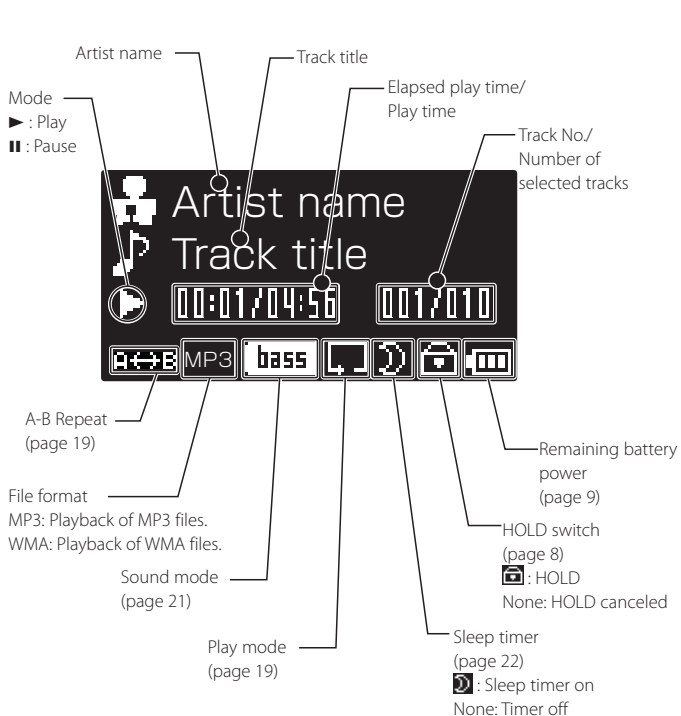 Artist name
Track title
Elapsed play time/
Play time
Mode
: Play
: Pause
Track No./
Number of
selected tracks
Artist name
Track title
00:01/04:56 001/010
A↔B MP3 bass
A-B Repeat
(page 19)
Remaining battery
power
(page 9)
File format
MP3: Playback of MP3 files.
WMA: Playback of WMA files.
HOLD switch
(page 8)
: HOLD
None: HOLD canceled
Sound mode
(page 21)
Play mode
(page 19)
Sleep timer
(page 22)
: Sleep timer on
None: Timer off